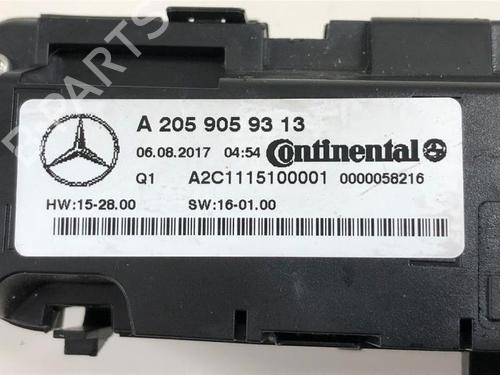 A 205 905 93 13
06.08.2017 04:54 Continental
Q1 A2C1115100001 0000058216
HW:15-28.00 SW:16-01.00
B PARTS